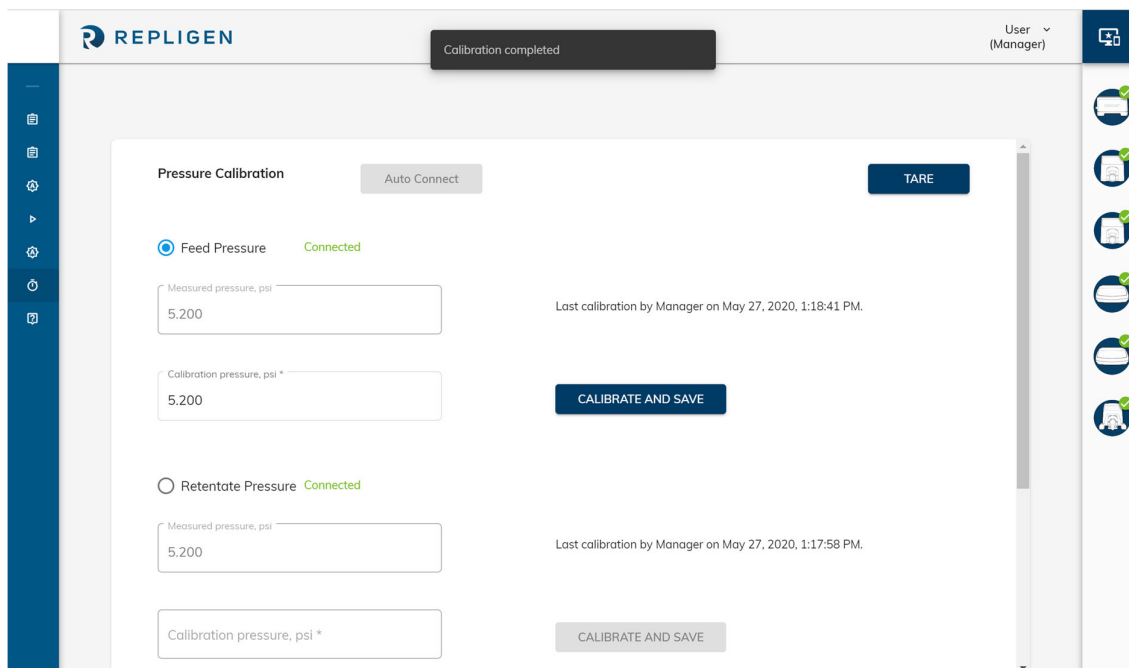 REPLIGEN
Calibration completed
User
(Manager)
Pressure Calibration
Auto Connect
TARE
Feed Pressure
Connected
Measured pressure, psi
5.200
Last calibration by Manager on May 27, 2020, 1:18:41 PM.
Calibration pressure, psi *
5.200
CALIBRATE AND SAVE
Retentate Pressure
Connected
Measured pressure, psi
5.200
Last calibration by Manager on May 27, 2020, 1:17:58 PM.
Calibration pressure, psi *
CALIBRATE AND SAVE